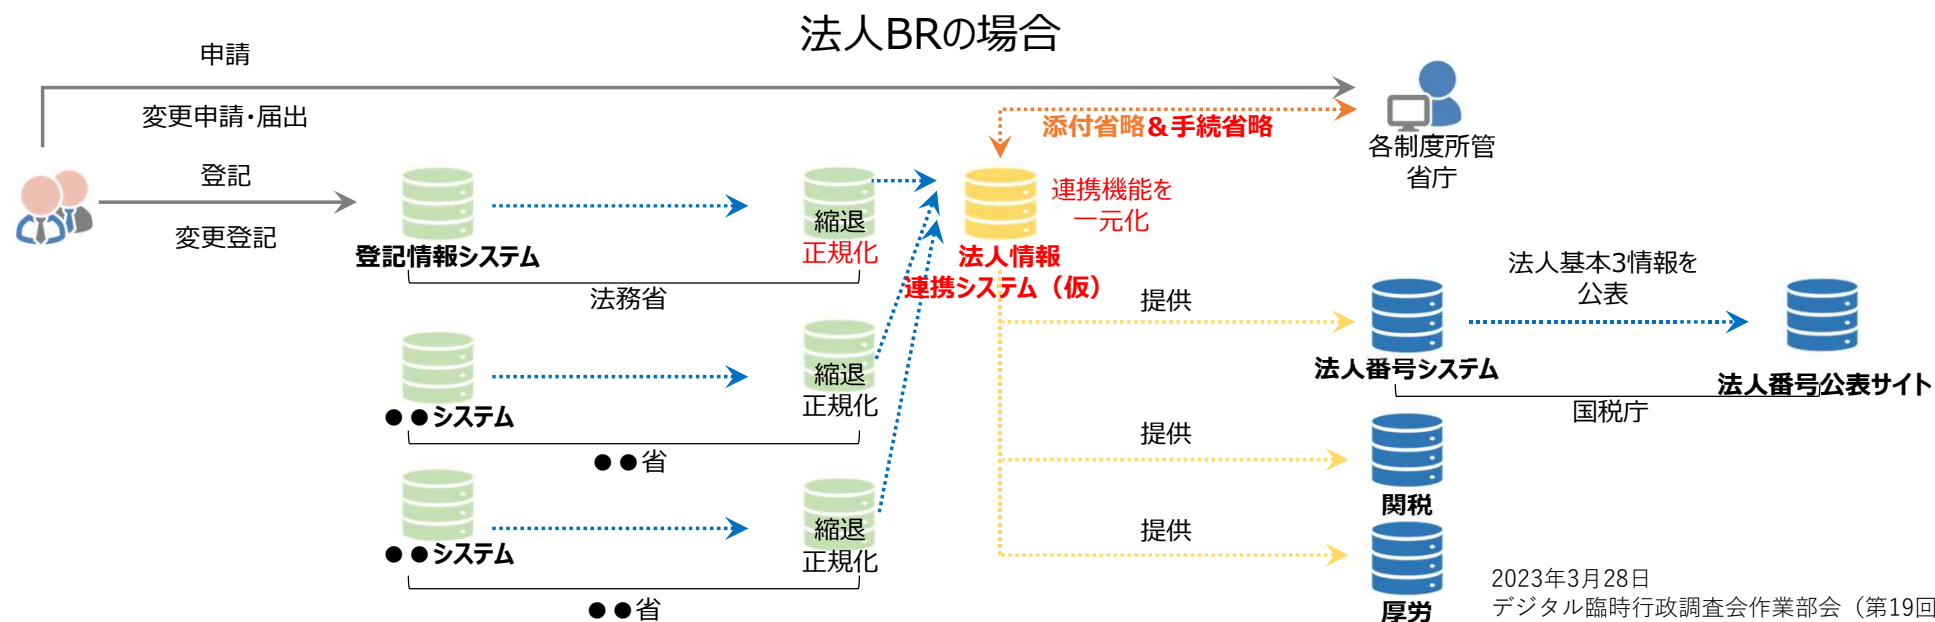 法人BRの場合
申請
変更申請・届出
添付省略&手続省略
各制度所管
省庁
登記
変更登記
登記情報システム
縮退
正規化
法務省
連携機能を
一元化
法人情報
連携システム（仮）
●●システム
縮退
正規化
●●省
●●システム
縮退
正規化
●●省
提供
法人番号システム
法人基本3情報を
公表
法人番号公表サイト
国税庁
提供
関税
提供
厚労
2023年3月28日
デジタル臨時行政調査会作業部会（第19回